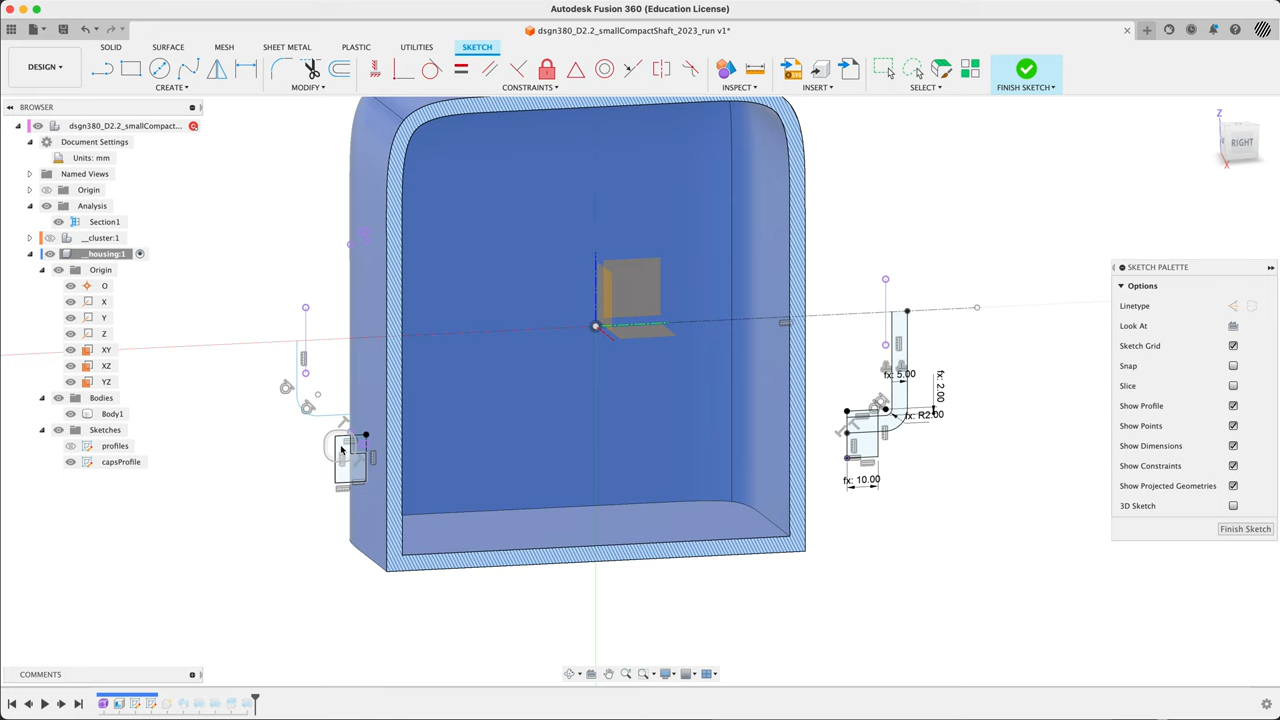 Autodesk Fusion 360 (Education License)
dsgn380_D2.2_smallCompactShaft_2023_run v1*
SOLID SURFACE MESH SHEET METAL PLASTIC UTILITIES SKETCH
DESIGN
CREATE MODIFY CONSTRAINTS INSPECT INSERT SELECT FINISH SKETCH
BROWSER
dsgn380_D2.2_smallCompact...
Document Settings
Units: mm
Named Views
Origin
Analysis
Section1
__cluster:1
__housing:1
Origin
O
X
Y
Z
XY
XZ
YZ
Bodies
Body1
Sketches
profiles
capsProfile
Z
RIGHT
X
fx: 5.00
fx: 2.00
fx: R2.00
fx: 10.00
SKETCH PALETTE
Options
Linetype
Look At
Sketch Grid
Snap
Slice
Show Profile
Show Points
Show Dimensions
Show Constraints
Show Projected Geometries
3D Sketch
Finish Sketch
COMMENTS